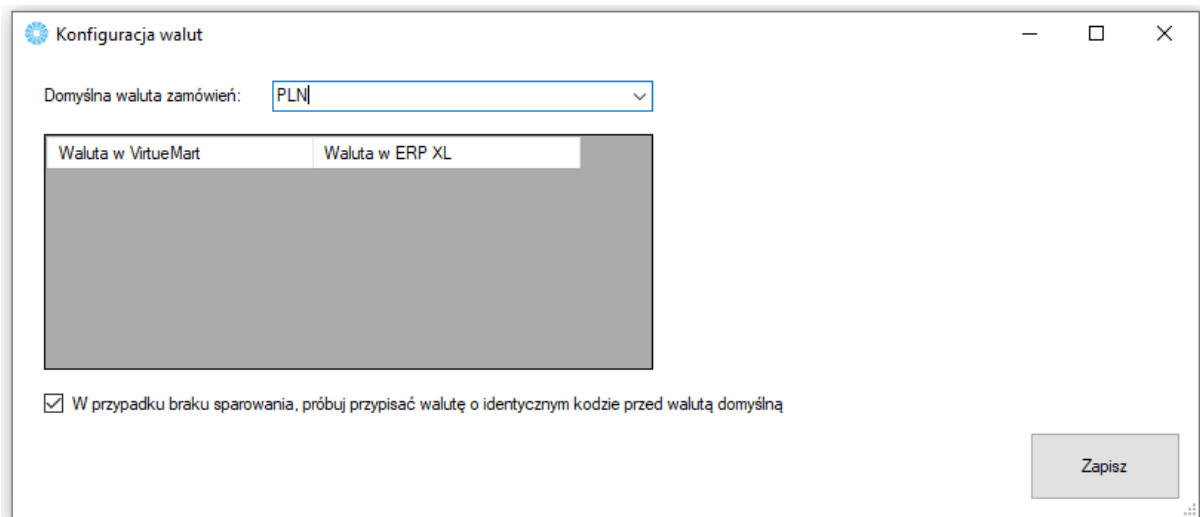 Konfiguracja walut
Domyślna waluta zamówień: PLN
Waluta w VirtueMart Waluta w ERP XL
W przypadku braku sparowania, próbuj przypisać walutę o identycznym kodzie przed walutą domyślną
Zapisz